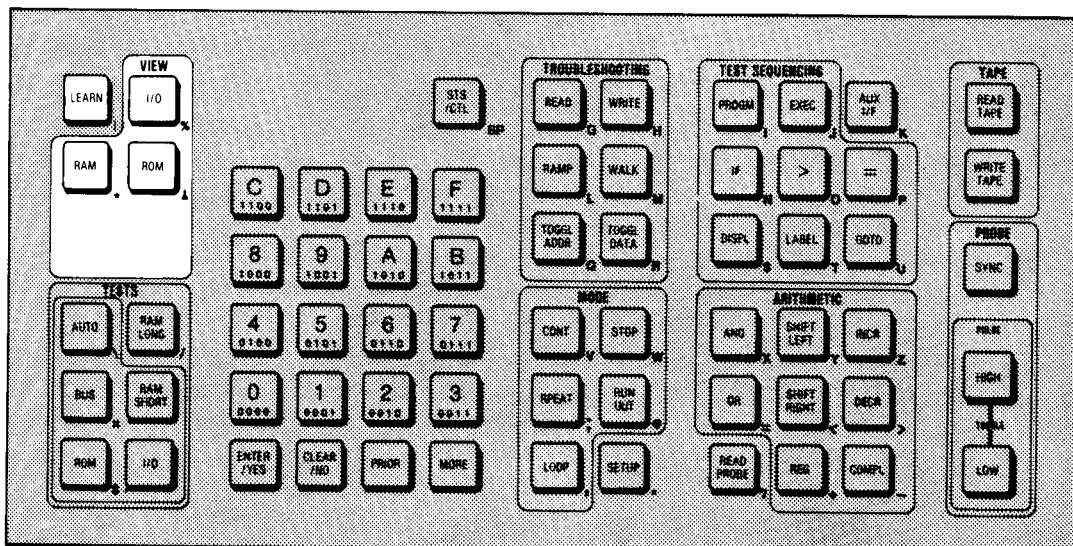 VIEW
LEARN
I/O
%
RAM
ROM
TESTS
AUTO
RAM LONG
/
BUS
RAM SHORT
ROM
$
I/O
STS /CTL
SP
C
1100
D
1101
E
1110
F
1111
8
1000
9
1001
A
1010
B
1011
4
0100
5
0101
6
0110
7
0111
0
0000
1
0001
2
0010
3
0011
ENTER /YES
CLEAR /NO
PRIOR
MORE
TROUBLESHOOTING
READ
G
WRITE
H
RAMP
L
WALK
M
TOGGL ADDR
Q
TOGGL DATA
R
MODE
CONT
V
STOP
W
RPEAT
RUN UUT
@
LOOP
SETUP
TEST SEQUENCING
PROGM
I
EXEC
J
AUX I/F
K
IF
N
>
O
=
P
DISPL
S
LABEL
T
GOTO
U
ARITHMETIC
AND
X
SHIFT LEFT
Y
INCR
Z
OR
=
SHIFT RIGHT
<
DECR
>
READ PROBE
?
REG
+
COMPL
-
TAPE
READ TAPE
WRITE TAPE
PROBE
SYNC
PULSE
HIGH
LOW